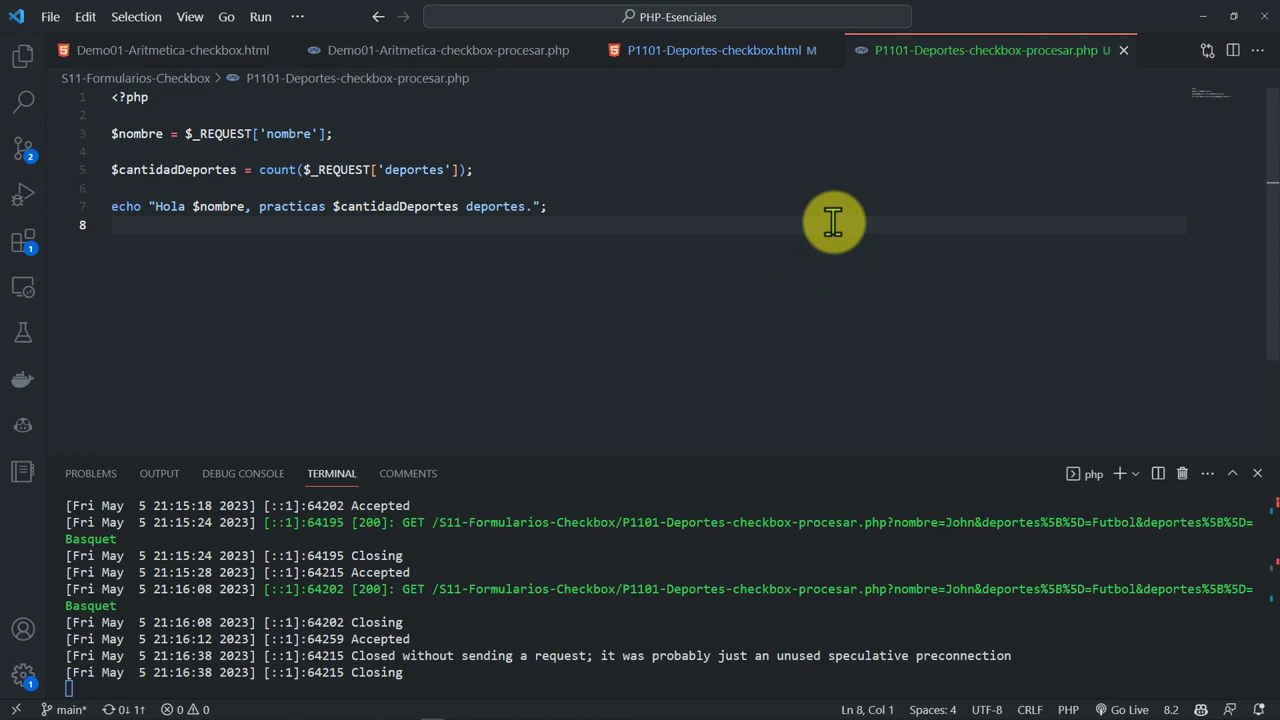 File Edit Selection View Go Run ··· PHP-Esenciales
Demo01-Aritmetica-checkbox.html Demo01-Aritmetica-checkbox-procesar.php P1101-Deportes-checkbox.html M P1101-Deportes-checkbox-procesar.php U
S11-Formularios-Checkbox > P1101-Deportes-checkbox-procesar.php
1 <?php
2
3 $nombre = $_REQUEST['nombre'];
4
5 $cantidadDeportes = count($_REQUEST['deportes']);
6
7 echo "Hola $nombre, practicas $cantidadDeportes deportes.";
8
2
1
1
PROBLEMS OUTPUT DEBUG CONSOLE TERMINAL COMMENTS php
[Fri May  5 21:15:18 2023] [::1]:64202 Accepted
[Fri May  5 21:15:24 2023] [::1]:64195 [200]: GET /S11-Formularios-Checkbox/P1101-Deportes-checkbox-procesar.php?nombre=John&deportes%5B%5D=Futbol&deportes%5B%5D=
Basquet
[Fri May  5 21:15:24 2023] [::1]:64195 Closing
[Fri May  5 21:15:28 2023] [::1]:64215 Accepted
[Fri May  5 21:16:08 2023] [::1]:64202 [200]: GET /S11-Formularios-Checkbox/P1101-Deportes-checkbox-procesar.php?nombre=John&deportes%5B%5D=Futbol&deportes%5B%5D=
Basquet
[Fri May  5 21:16:08 2023] [::1]:64202 Closing
[Fri May  5 21:16:12 2023] [::1]:64259 Accepted
[Fri May  5 21:16:38 2023] [::1]:64215 Closed without sending a request; it was probably just an unused speculative preconnection
[Fri May  5 21:16:38 2023] [::1]:64215 Closing
main* 0↓ 1↑ 0 0 Ln 8, Col 1 Spaces: 4 UTF-8 CRLF PHP Go Live 8.2